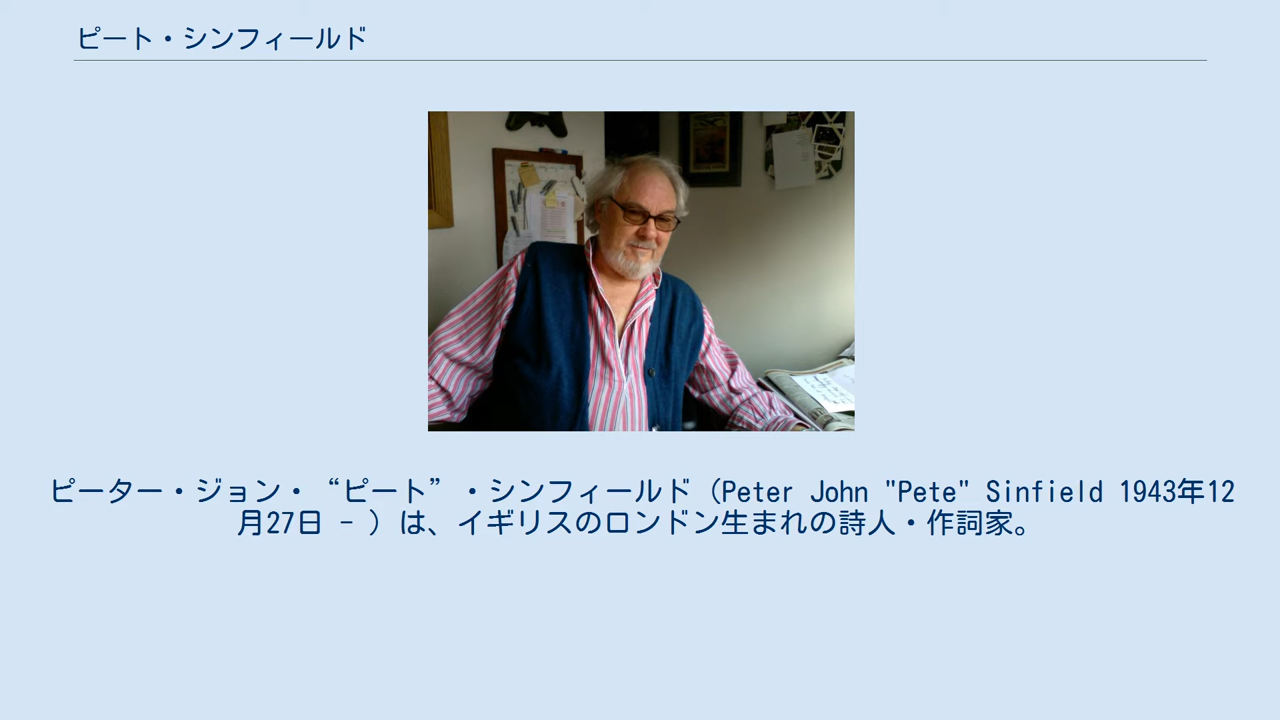 ピート・シンフィールド
ピーター・ジョン・“ピート”・シンフィールド（Peter John "Pete" Sinfield 1943年12
月27日 - ）は、イギリスのロンドン生まれの詩人・作詞家。